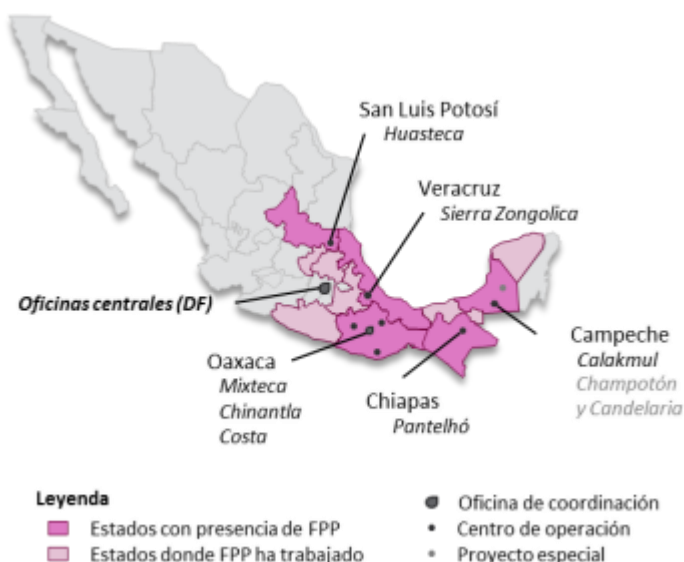 San Luis Potosí
Huasteca
Veracruz
Sierra Zongolica
Oficinas centrales (DF)
Oaxaca
Mixteca
Chinantla
Costa
Chiapas
Pantelhó
Campeche
Calakmul
Champotón
y Candelaria
Leyenda
Estados con presencia de FPP
Estados donde FPP ha trabajado
Oficina de coordinación
Centro de operación
Proyecto especial